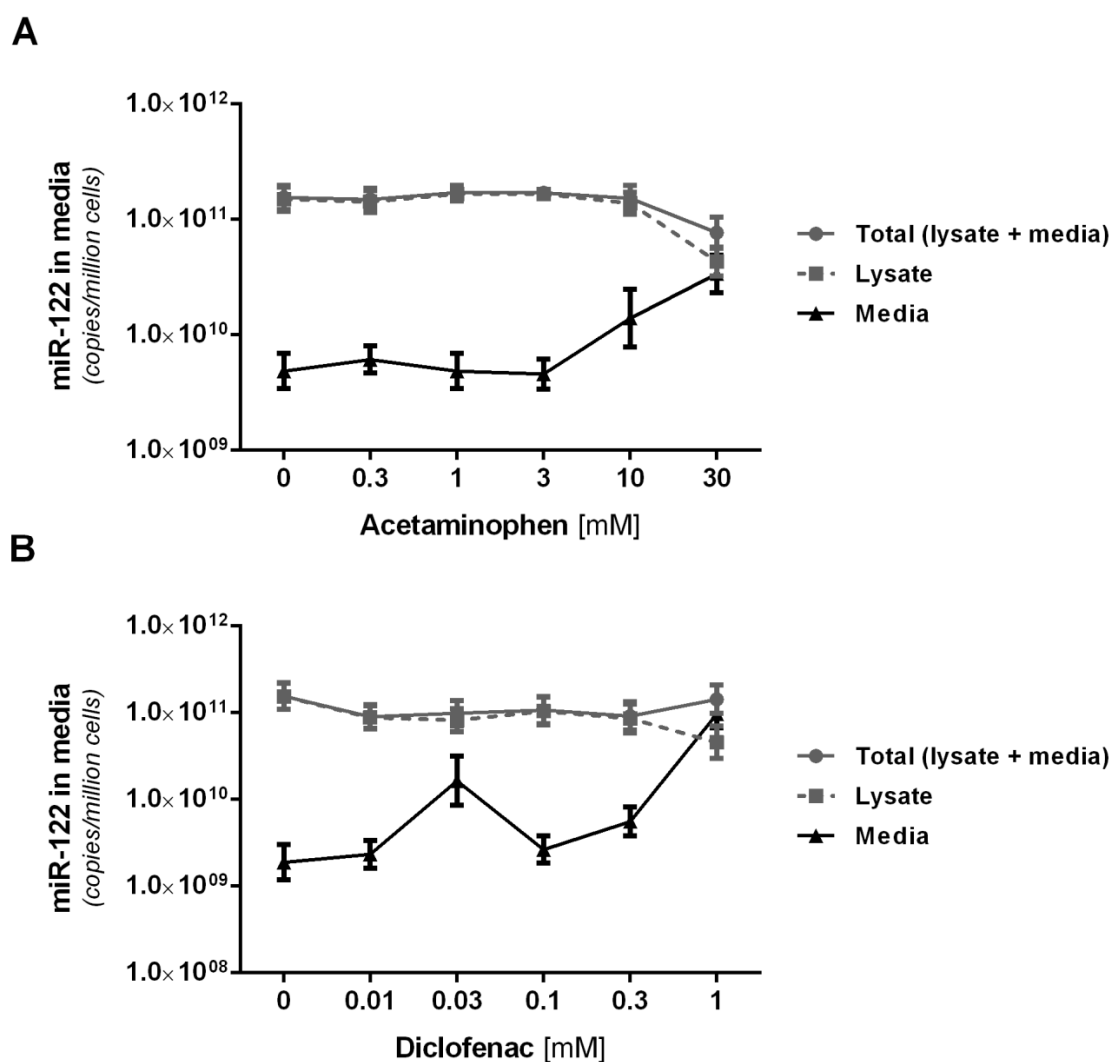 A
1.0×10¹²
1.0×10¹¹
1.0×10¹⁰
1.0×10⁰⁹
miR-122 in media
(copies/million cells)
0 0.3 1 3 10 30
Acetaminophen [mM]
Total (lysate + media)
Lysate
Media
B
1.0×10¹²
1.0×10¹¹
1.0×10¹⁰
1.0×10⁰⁹
1.0×10⁰⁸
miR-122 in media
(copies/million cells)
0 0.01 0.03 0.1 0.3 1
Diclofenac [mM]
Total (lysate + media)
Lysate
Media